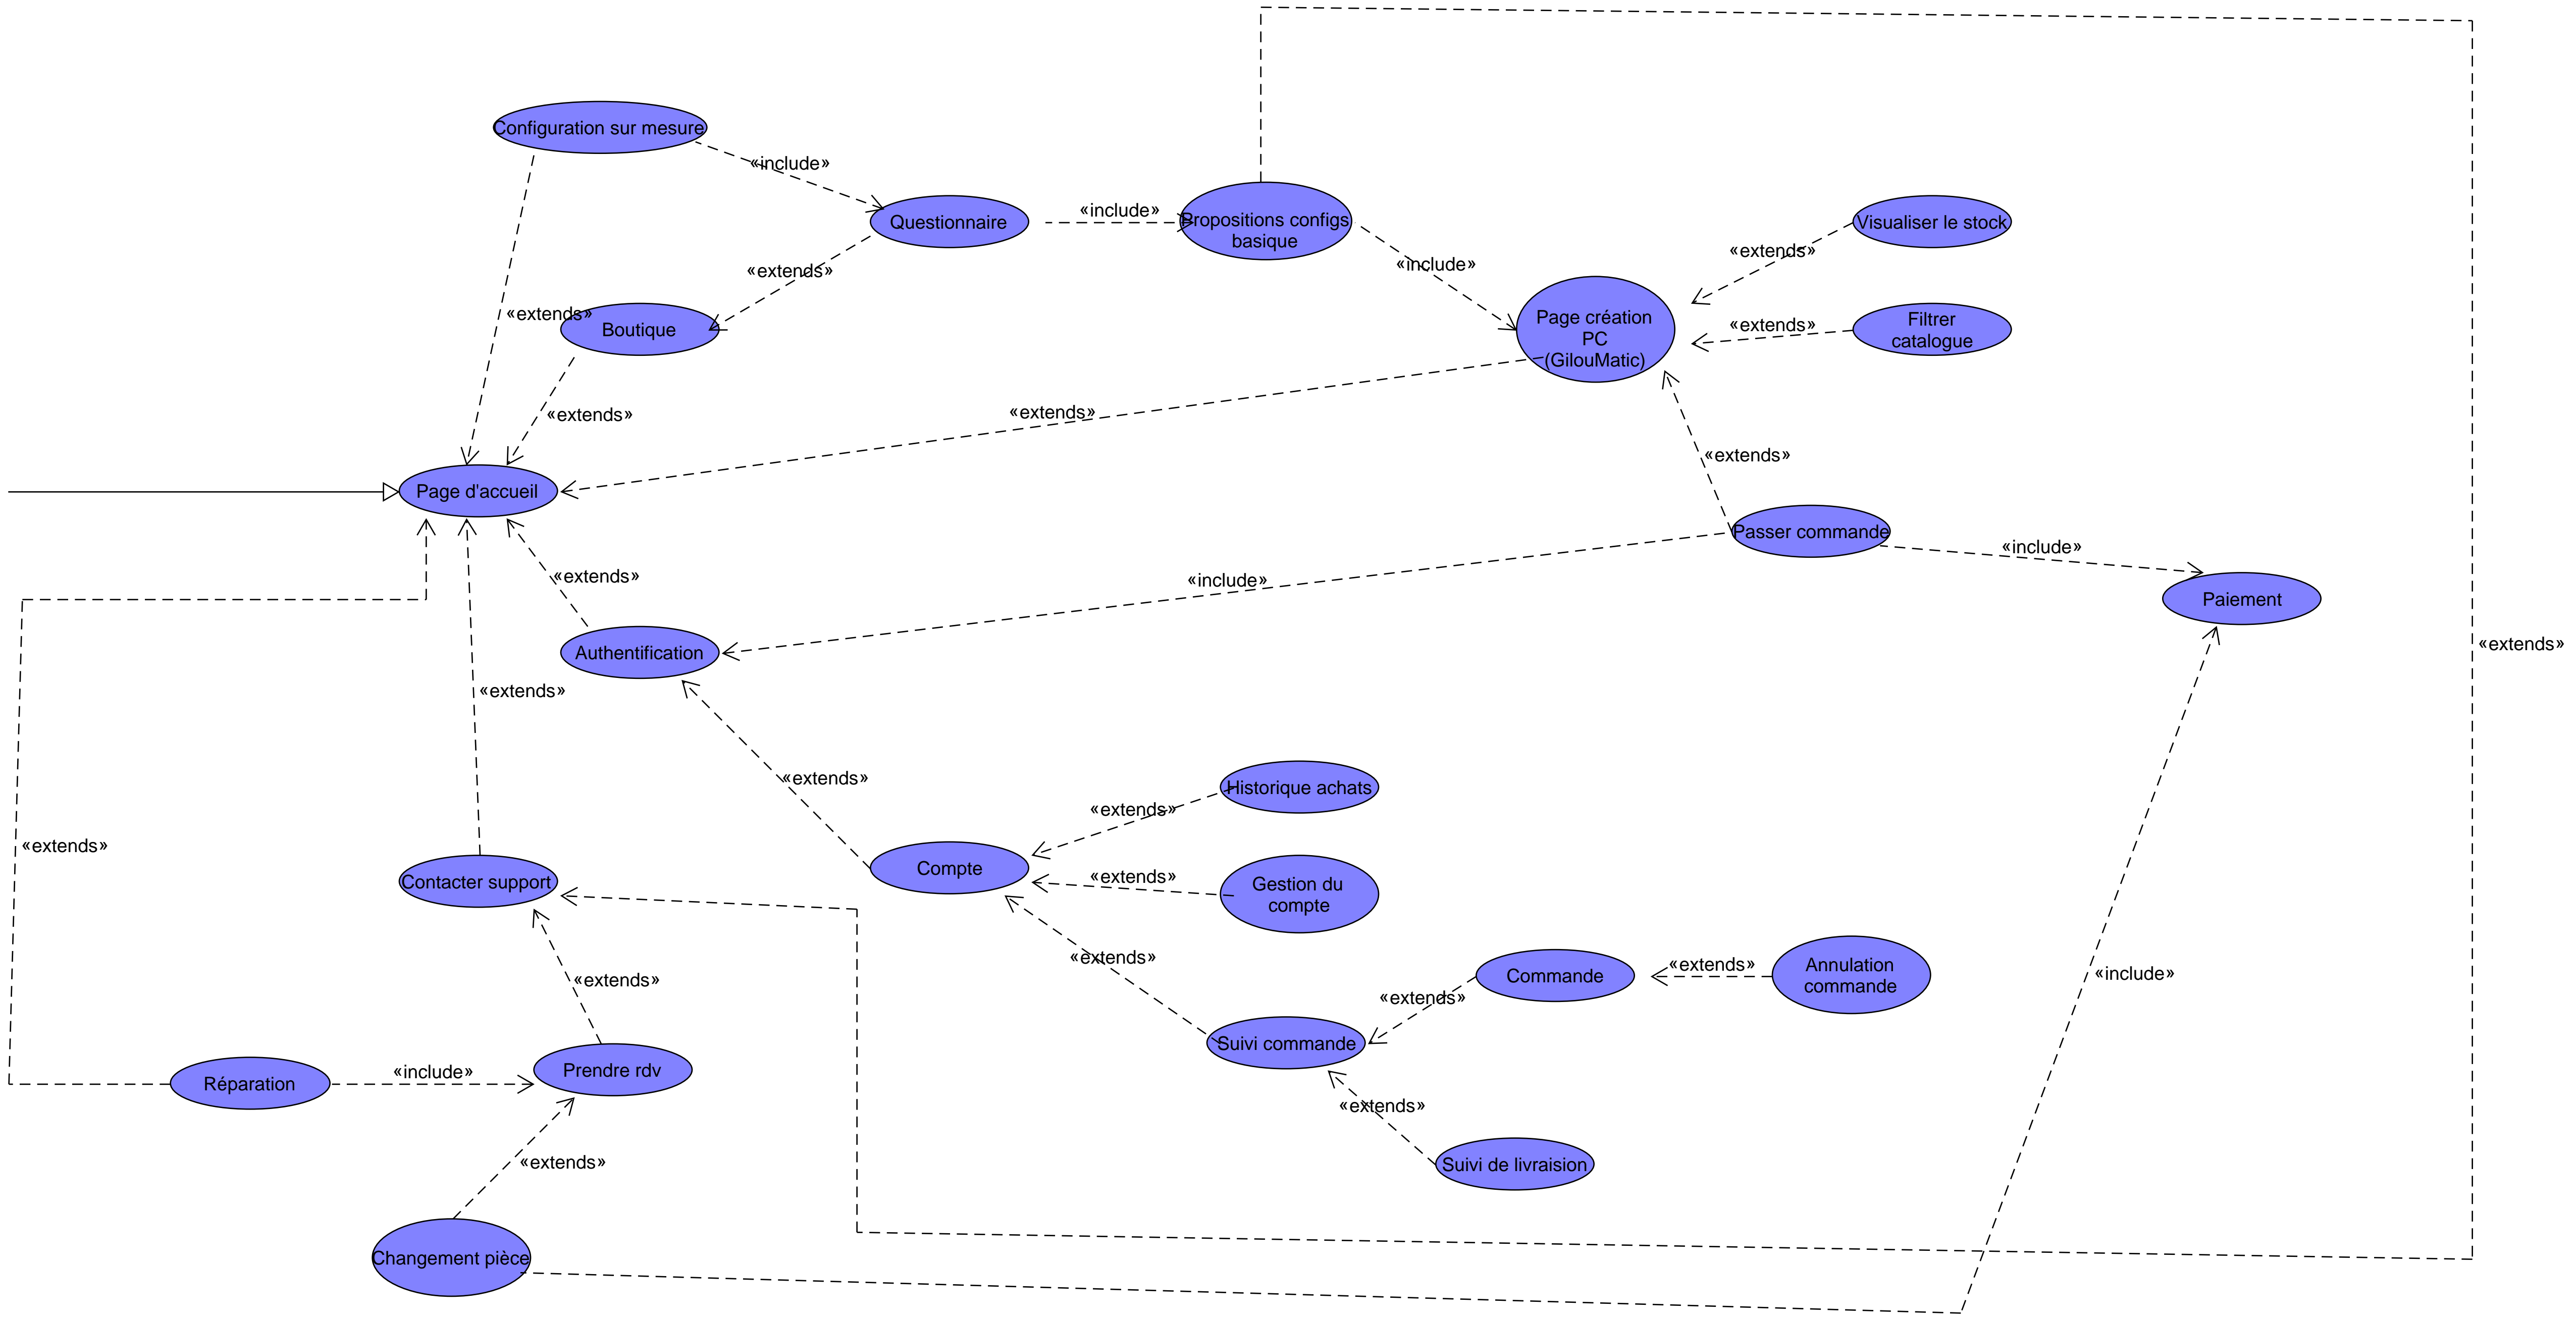 Configuration sur mesure
«include»
Questionnaire
«include»
Propositions configs
basique
«include»
Visualiser le stock
«extends»
«extends»
«extends»
Boutique
Page création
PC
(GilouMatic)
«extends»
Filtrer
catalogue
«extends»
«extends»
«extends»
Page d'accueil
Passer commande
«include»
«extends»
«include»
Paiement
Authentification
«extends»
«extends»
«extends»
Historique achats
«extends»
«extends»
Compte
«extends»
Gestion du
compte
Contacter support
«extends»
«extends»
Commande
«extends»
Annulation
commande
«include»
«extends»
Suivi commande
Réparation
«include»
Prendre rdv
«extends»
«extends»
Suivi de livraision
Changement pièce